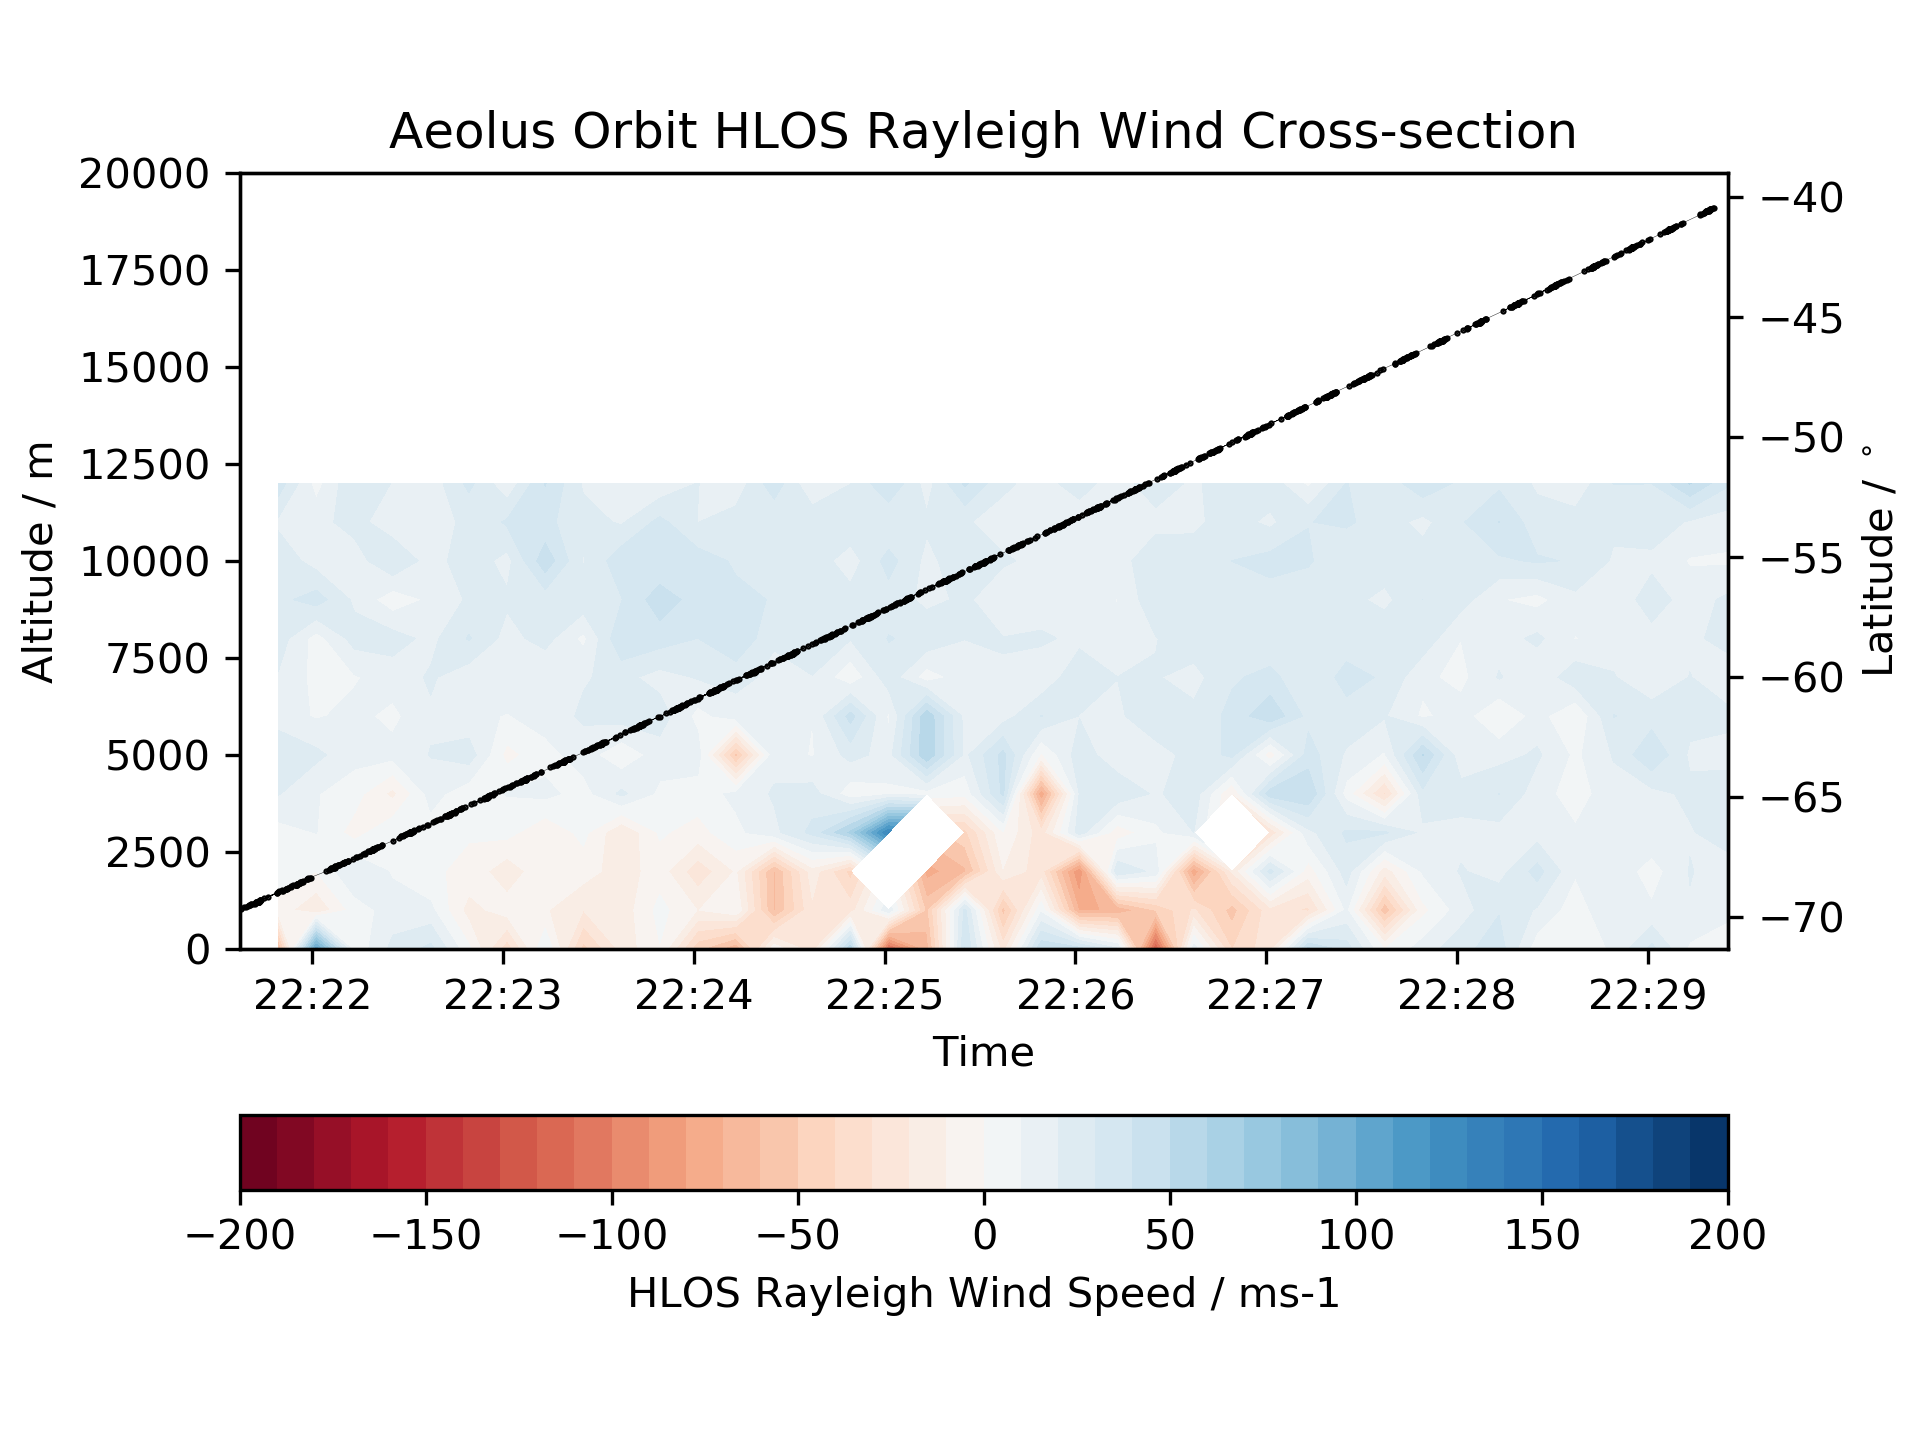 Aeolus Orbit HLOS Rayleigh Wind Cross-section
20000
17500
15000
12500
10000
7500
5000
2500
0
Altitude / m
−40
−45
−50
−55
−60
−65
−70
Latitude / °
22:22 22:23 22:24 22:25 22:26 22:27 22:28 22:29
Time
−200 −150 −100 −50 0 50 100 150 200
HLOS Rayleigh Wind Speed / ms-1